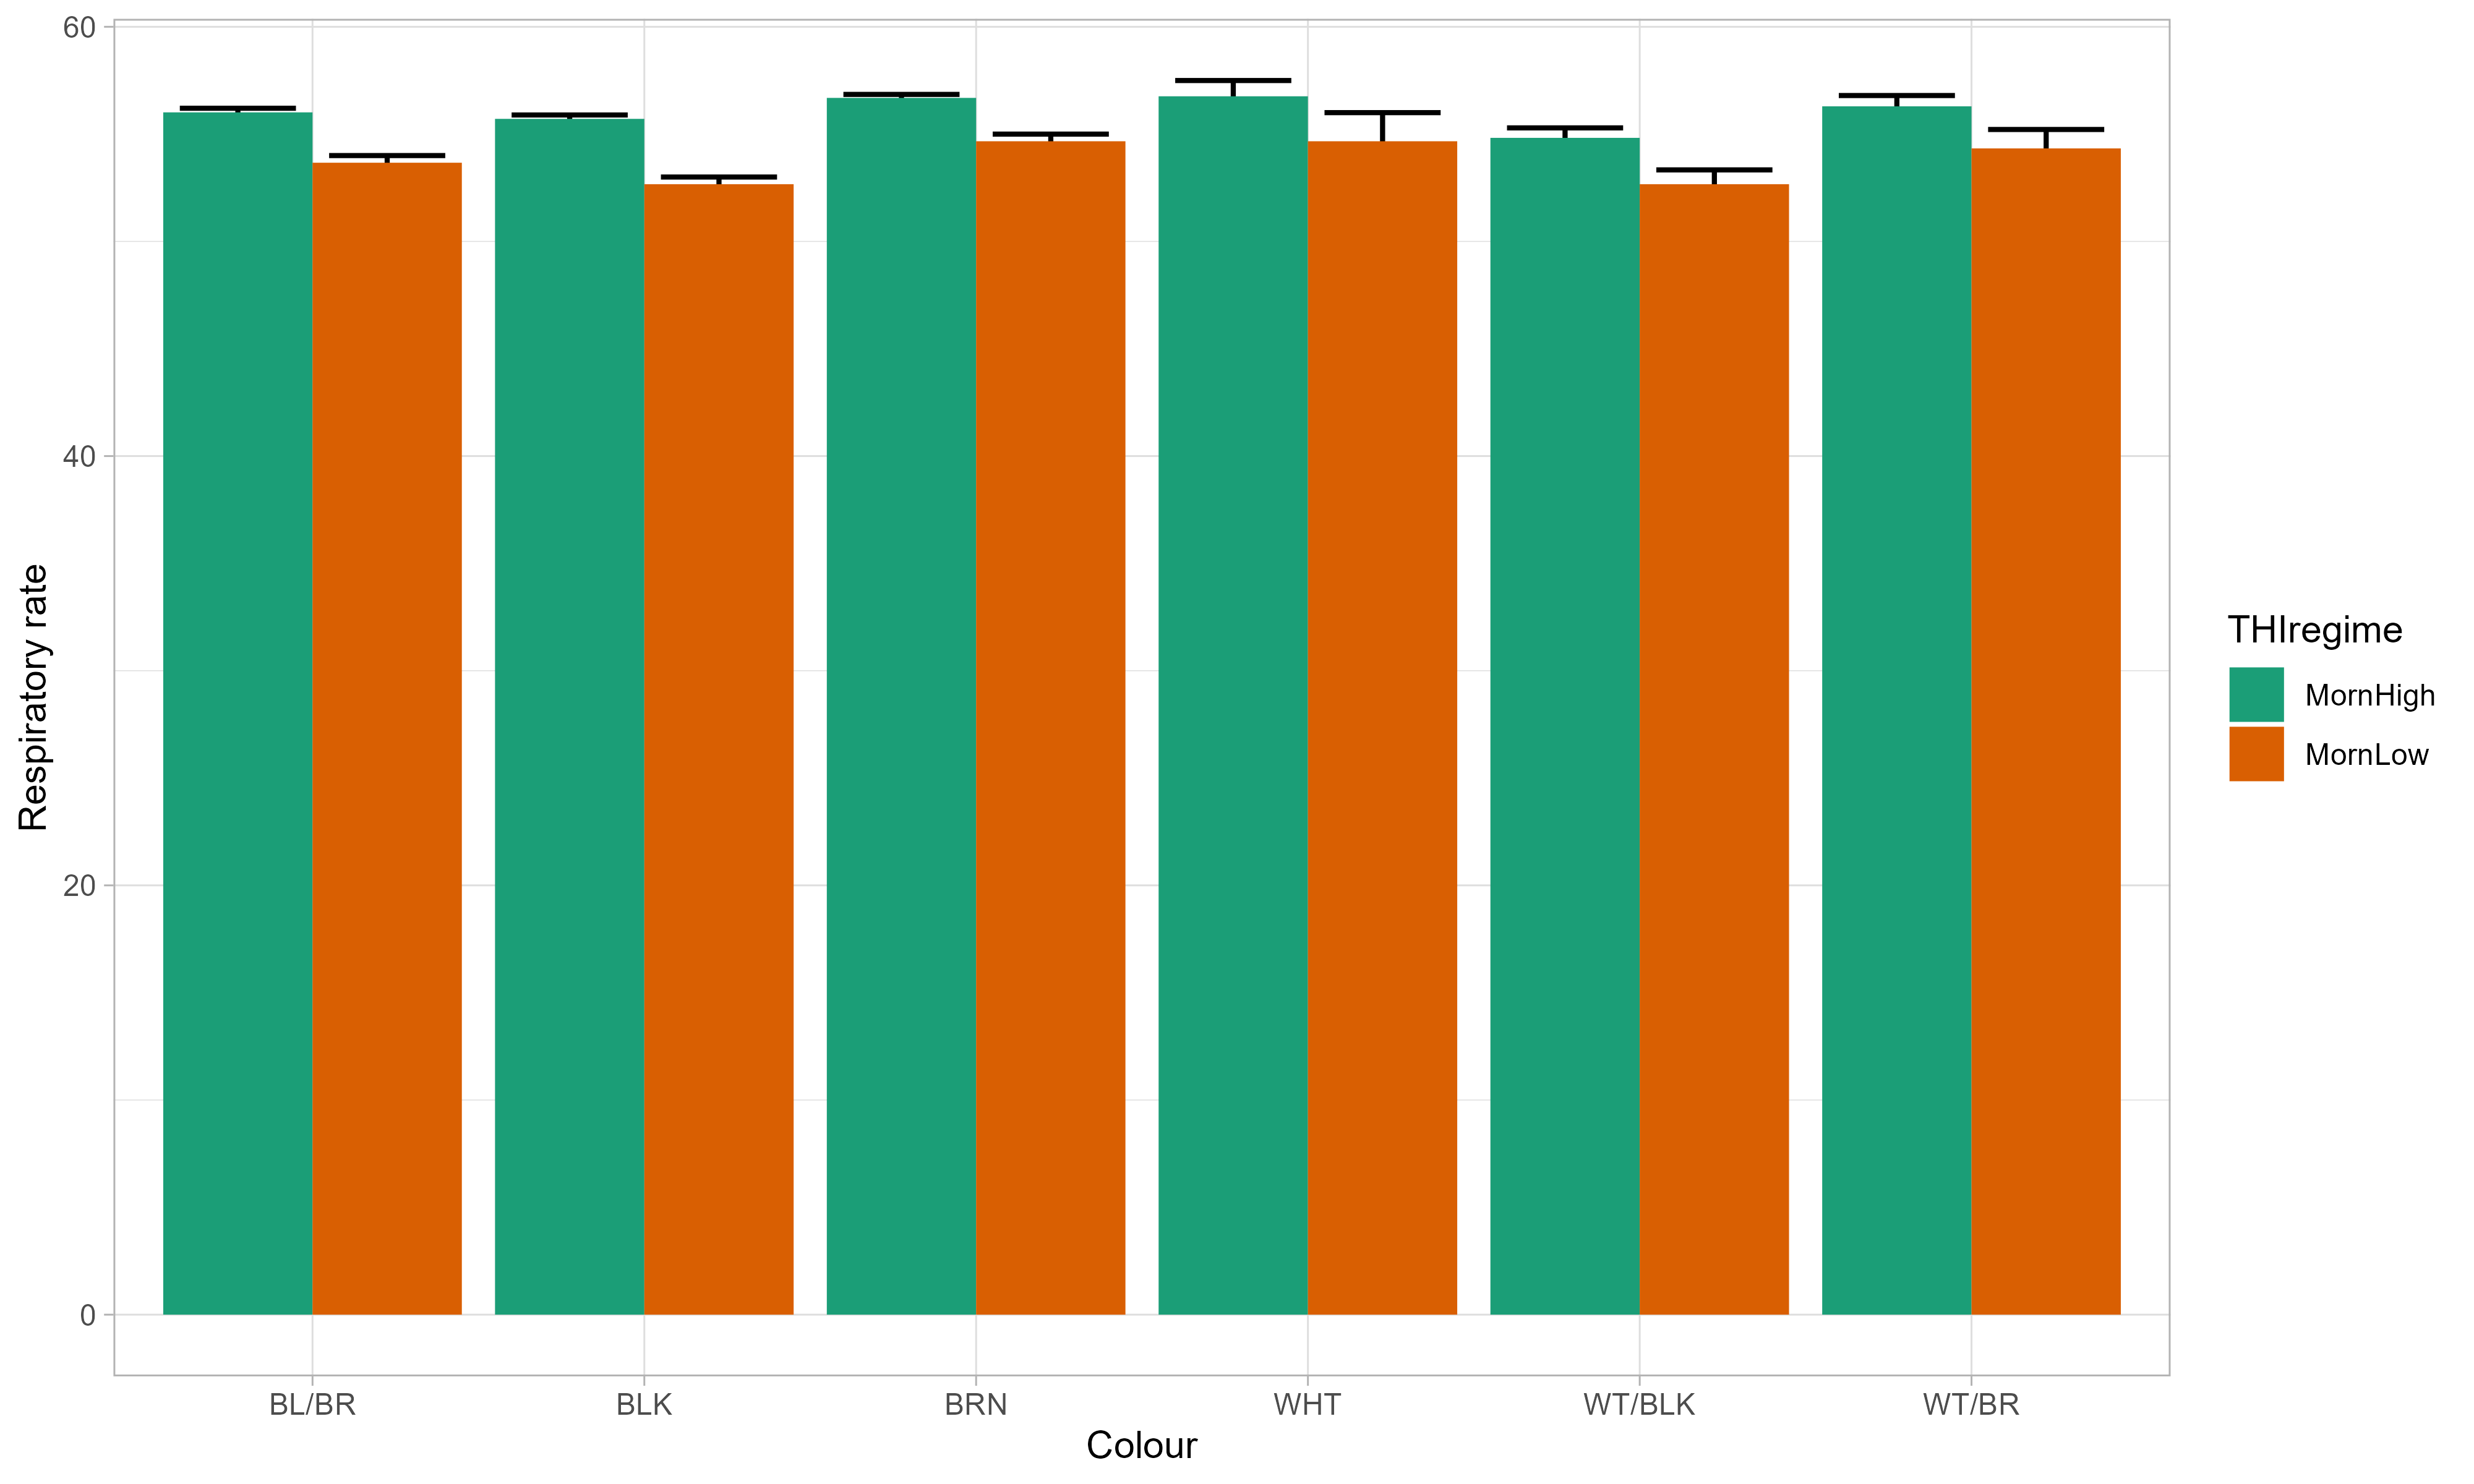 60
40
20
0
Respiratory rate
BL/BR BLK BRN WHT WT/BLK WT/BR
Colour
THIregime
MornHigh
MornLow